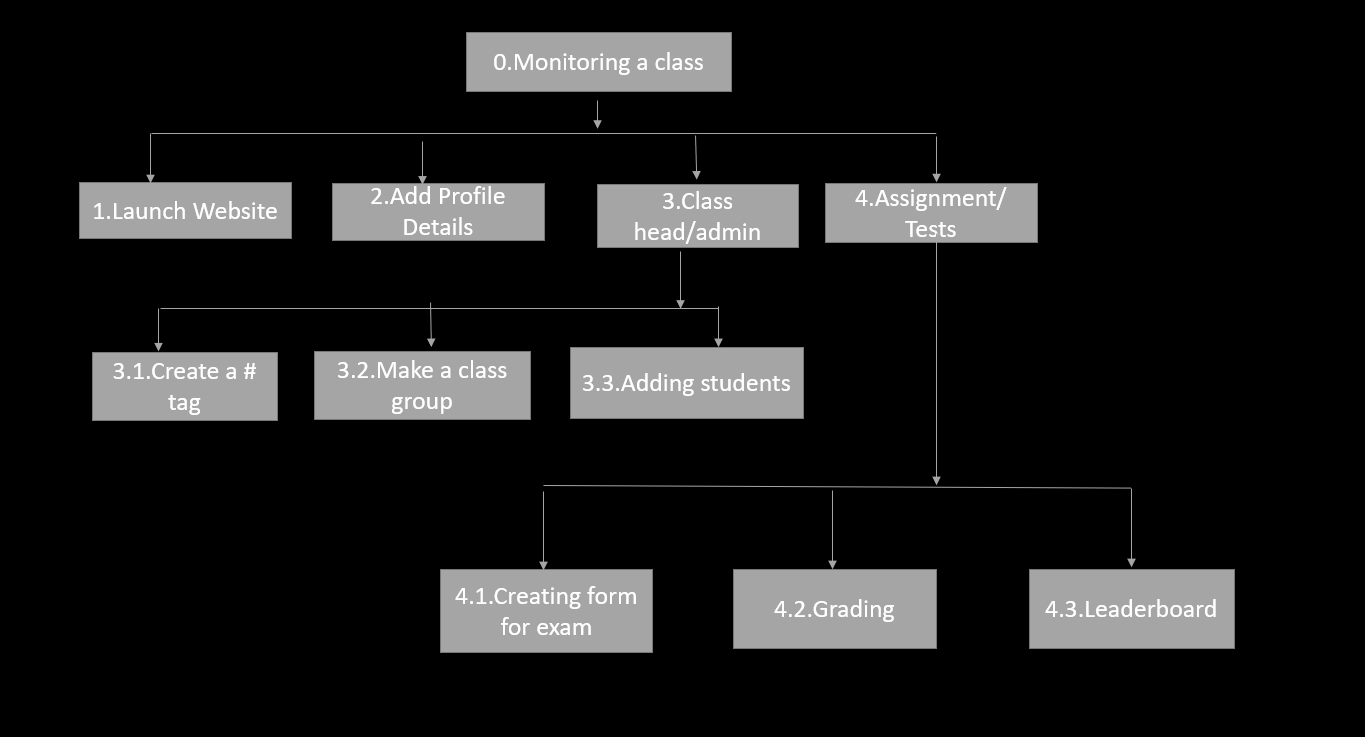 0.Monitoring a class
1.Launch Website
2.Add Profile
Details
3.Class
head/admin
4.Assignment/
Tests
3.1.Create a #
tag
3.2.Make a class
group
3.3.Adding students
4.1.Creating form
for exam
4.2.Grading
4.3.Leaderboard